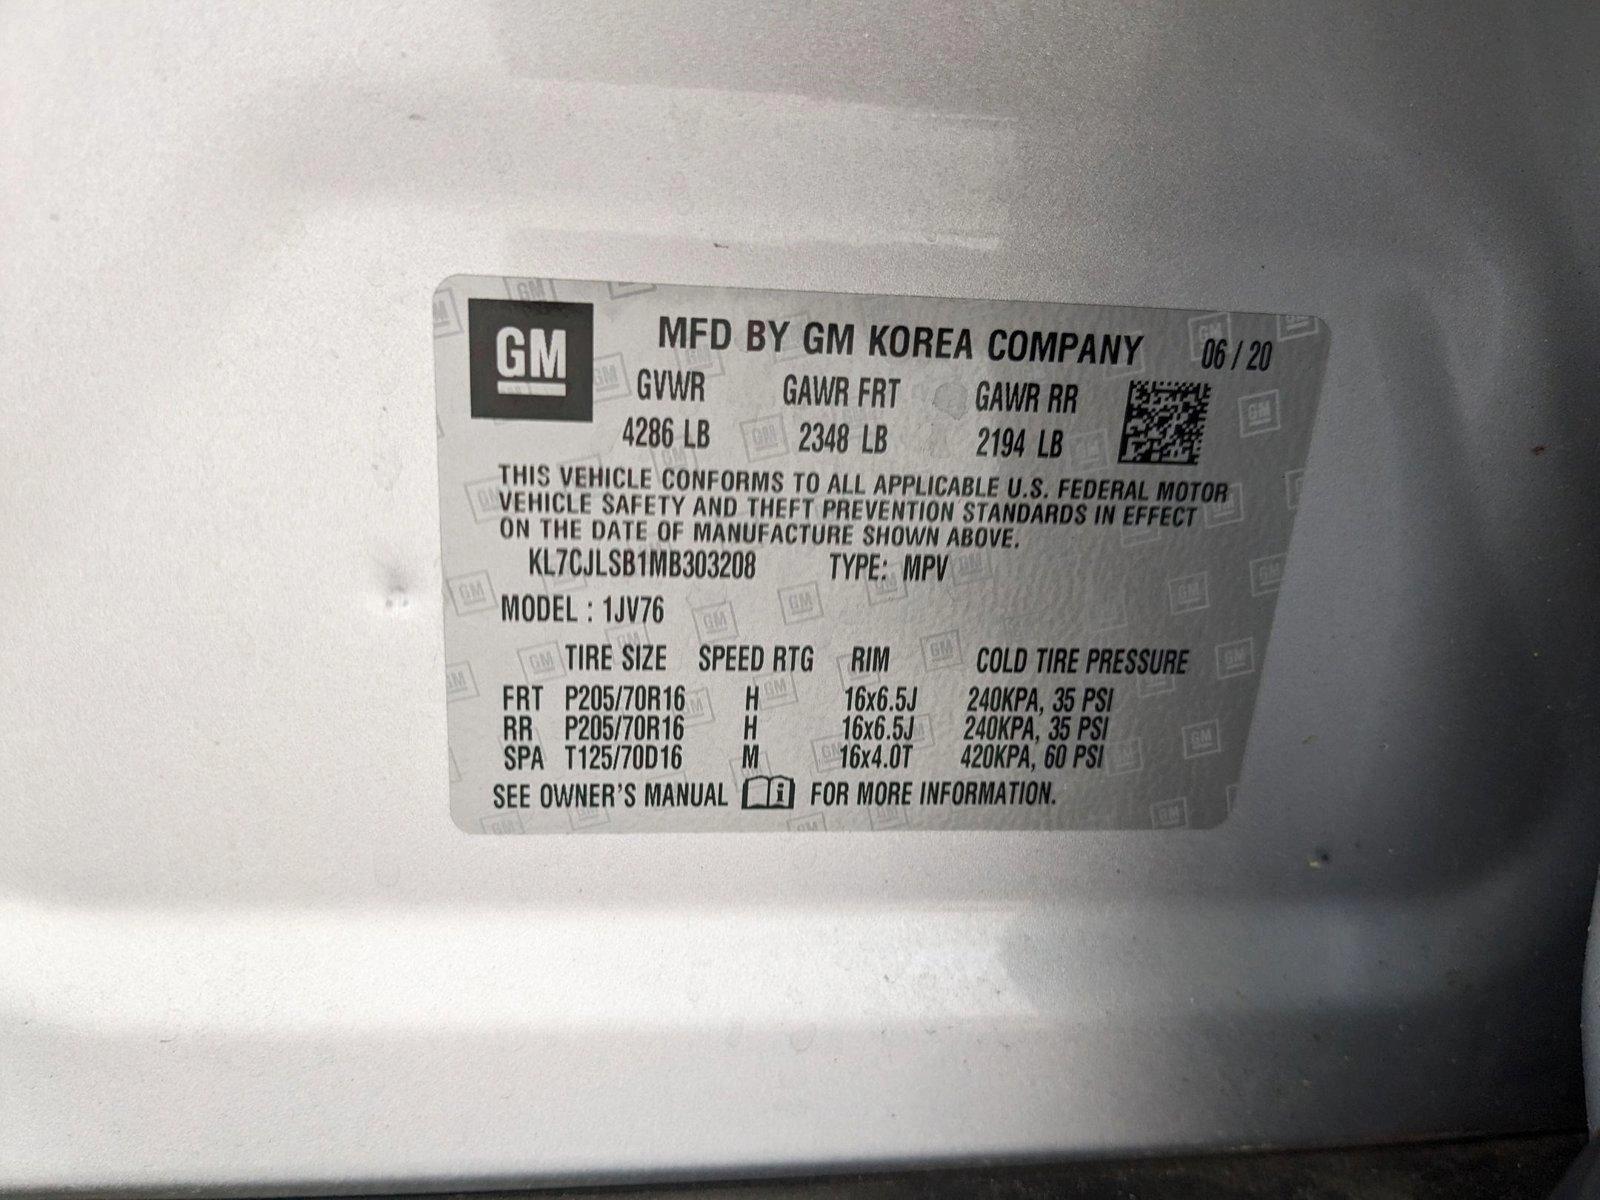 GM
MFD BY GM KOREA COMPANY 06 / 20
GVWR GAWR FRT GAWR RR
4286 LB 2348 LB 2194 LB
THIS VEHICLE CONFORMS TO ALL APPLICABLE U.S. FEDERAL MOTOR
VEHICLE SAFETY AND THEFT PREVENTION STANDARDS IN EFFECT
ON THE DATE OF MANUFACTURE SHOWN ABOVE.
KL7CJLSB1MB303208 TYPE: MPV
MODEL : 1JV76
TIRE SIZE SPEED RTG RIM COLD TIRE PRESSURE
FRT P205/70R16 H 16x6.5J 240KPA, 35 PSI
RR P205/70R16 H 16x6.5J 240KPA, 35 PSI
SPA T125/70D16 M 16x4.0T 420KPA, 60 PSI
SEE OWNER'S MANUAL i FOR MORE INFORMATION.